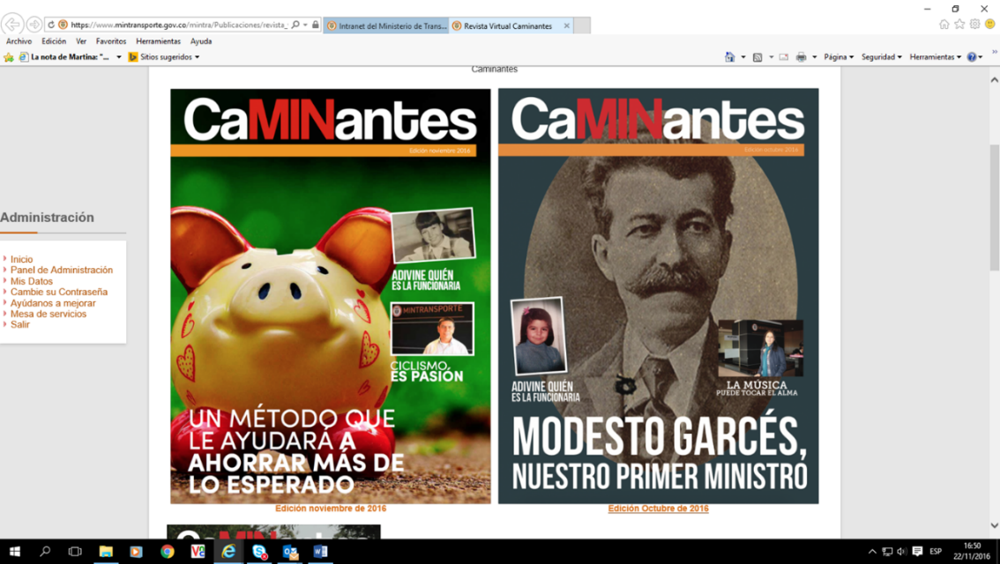 https://www.mintransporte.gov.co/mintra/Publicaciones/revista_
Intranet del Ministerio de Trans...
Revista Virtual Caminantes
Archivo Edición Ver Favoritos Herramientas Ayuda
La nota de Martina: "...
Sitios sugeridos
Página
Seguridad
Herramientas
Caminantes
Administración
Inicio
Panel de Administración
Mis Datos
Cambie su Contraseña
Ayúdanos a mejorar
Mesa de servicios
Salir
CaMINantes
Edición noviembre 2016
ADIVINE QUIÉN
ES LA FUNCIONARIA
MINTRANSPORTE
CICLISMO,
ES PASIÓN
UN MÉTODO QUE
LE AYUDARÁ A
AHORRAR MÁS DE
LO ESPERADO
Edición noviembre de 2016
CaMINantes
Edición octubre 2016
ADIVINE QUIÉN
ES LA FUNCIONARIA
LA MÚSICA
PUEDE TOCAR EL ALMA
MODESTO GARCÉS,
NUESTRO PRIMER MINISTRO
Edición Octubre de 2016
ESP
16:50
22/11/2016